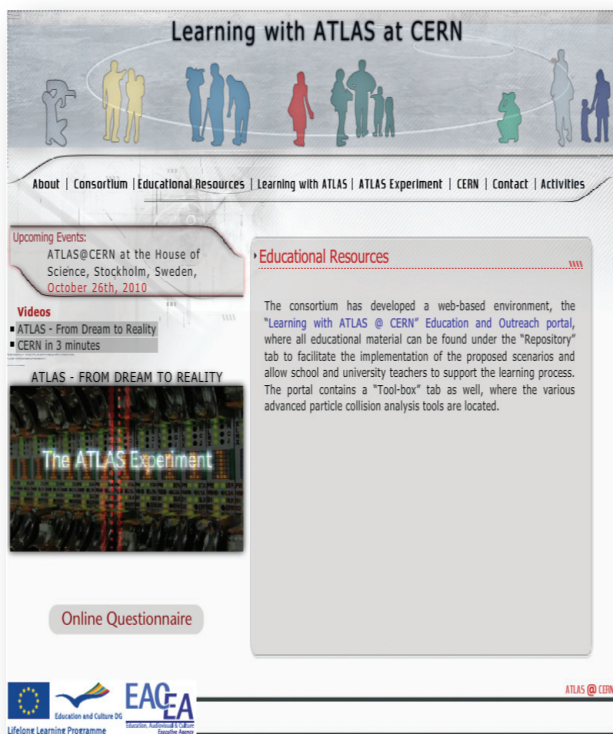 Learning with ATLAS at CERN
About | Consortium | Educational Resources | Learning with ATLAS | ATLAS Experiment | CERN | Contact | Activities
Upcoming Events:
ATLAS@CERN at the House of
Science, Stockholm, Sweden,
October 26th, 2010
Videos
ATLAS - From Dream to Reality
CERN in 3 minutes
ATLAS - FROM DREAM TO REALITY
The ATLAS Experiment
Online Questionnaire
Educational Resources
The consortium has developed a web-based environment, the
"Learning with ATLAS @ CERN" Education and Outreach portal,
where all educational material can be found under the "Repository"
tab to facilitate the implementation of the proposed scenarios and
allow school and university teachers to support the learning process.
The portal contains a "Tool-box" tab as well, where the various
advanced particle collision analysis tools are located.
Education and Culture DG
Lifelong Learning Programme
EACEA
Education, Audiovisual & Culture
Executive Agency
ATLAS @ CERN